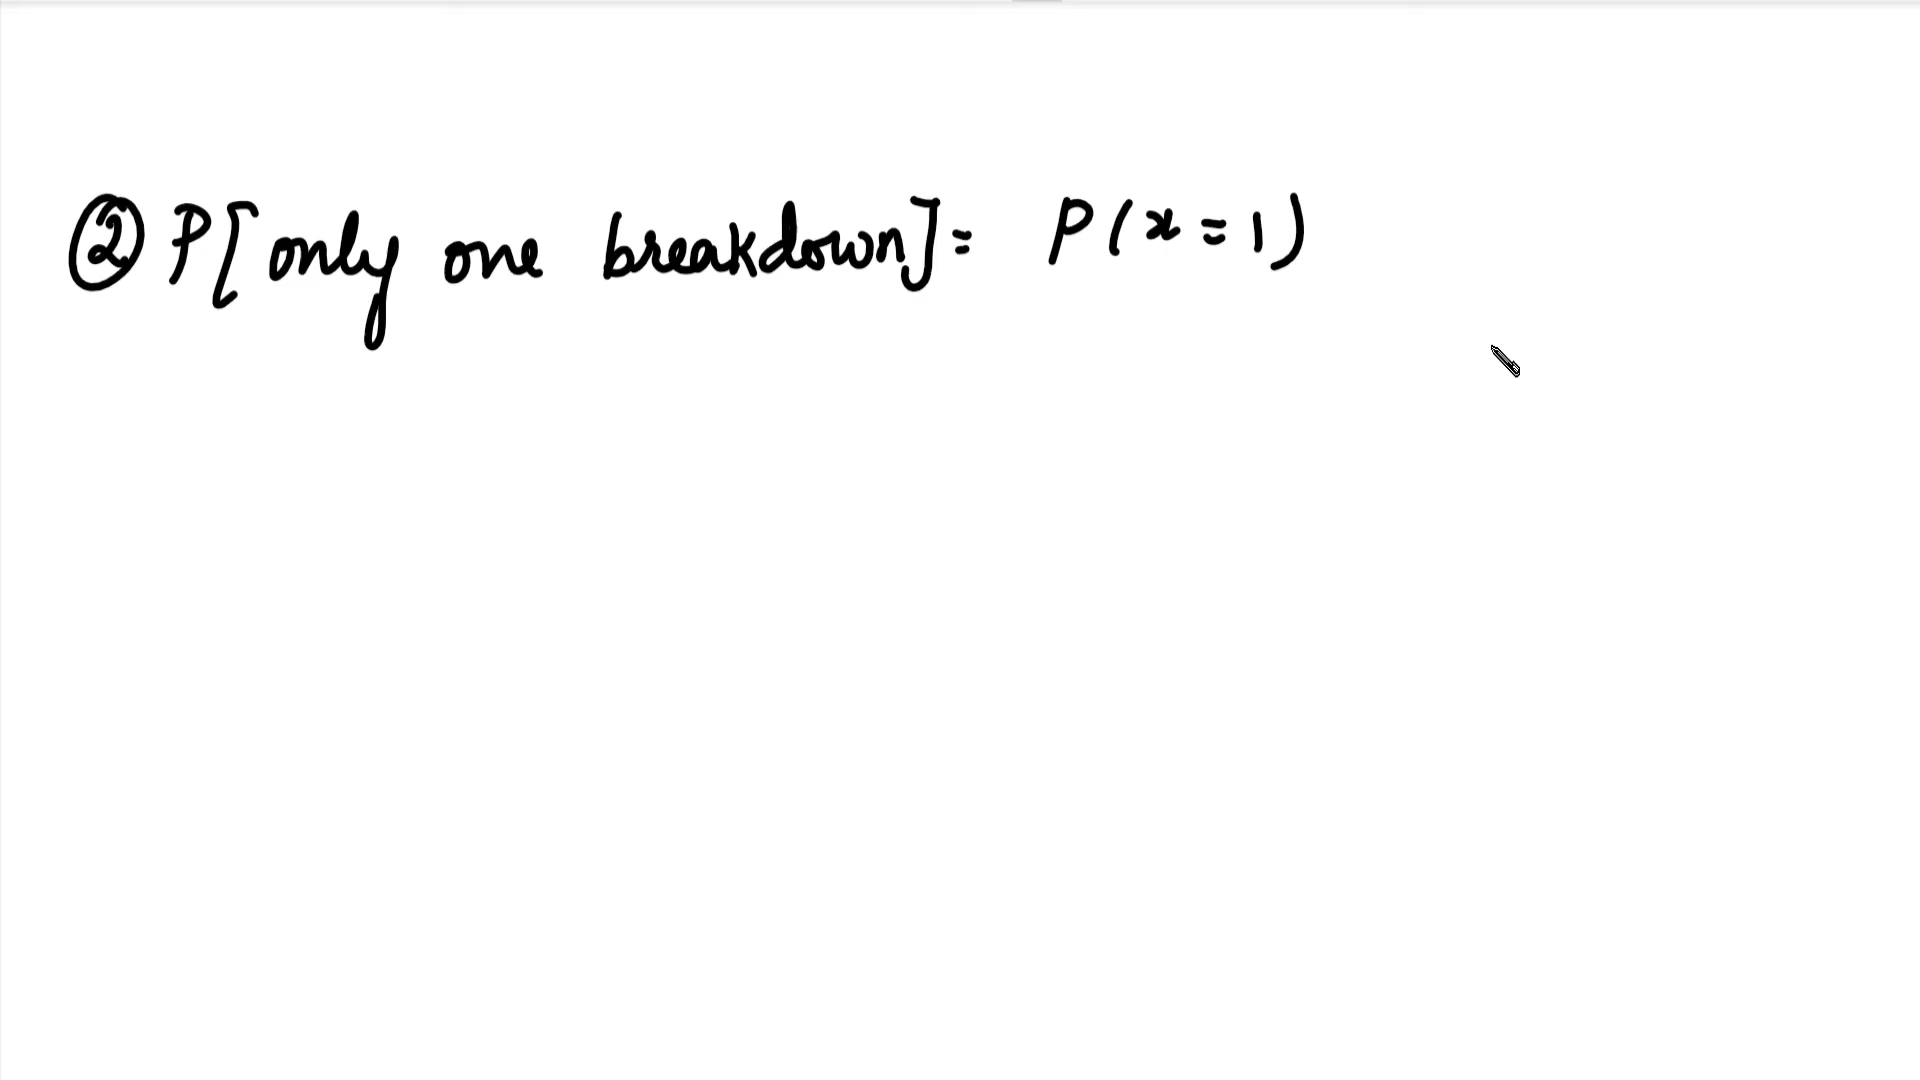 ② P[only one breakdown] = P(x = 1)